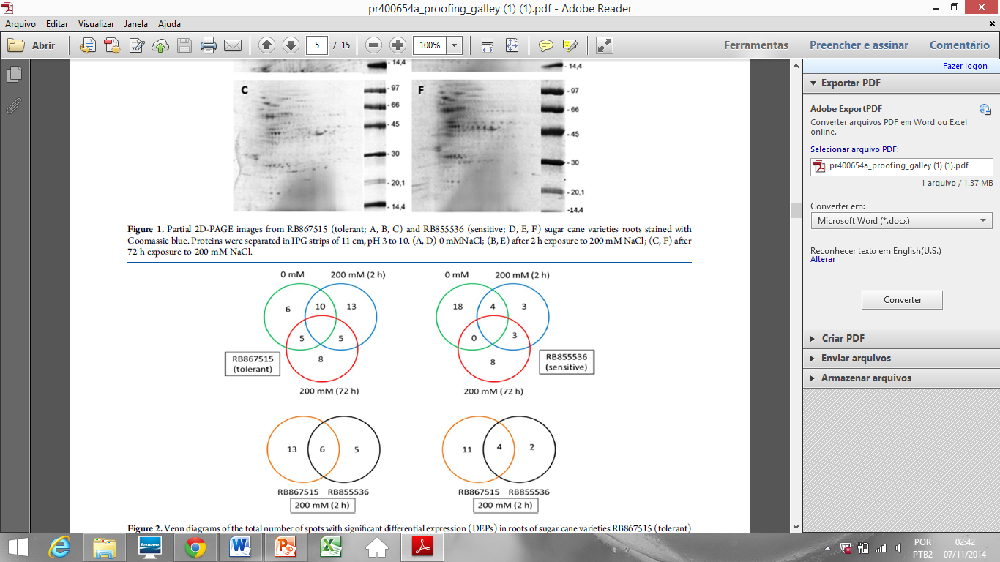 pr400654a_proofing_galley (1) (1).pdf - Adobe Reader
Arquivo Editar Visualizar Janela Ajuda
Abrir 5 / 15 100% Ferramentas Preencher e assinar Comentário
Fazer logon
Exportar PDF
Adobe ExportPDF
Converter arquivos PDF em Word ou Excel
online.
Selecionar arquivo PDF:
pr400654a_proofing_galley (1) (1).pdf
1 arquivo / 1.37 MB
Converter em:
Microsoft Word (*.docx)
Reconhecer texto em English(U.S.)
Alterar
Converter
Criar PDF
Enviar arquivos
Armazenar arquivos
- 14,4
- 14,4
C
- 97
- 66
- 45
- 30
- 20,1
- 14,4
F
- 97
- 66
- 45
- 30
- 20,1
-14.4
Figure 1. Partial 2D-PAGE images from RB867515 (tolerant; A, B, C) and RB855536 (sensitive; D, E, F) sugar cane varieties roots stained with
Coomassie blue. Proteins were separated in IPG strips of 11 cm, pH 3 to 10. (A, D) 0 mMNaCl; (B, E) after 2 h exposure to 200 mM NaCl; (C, F) after
72 h exposure to 200 mM NaCl.
0 mM 200 mM (2 h)
6 10 13
5 5
8
RB867515
(tolerant)
200 mM (72 h)
0 mM 200 mM (2 h)
18 4 3
0 3
8
RB855536
(sensitive)
200 mM (72 h)
13 6 5
RB867515 RB855536
200 mM (2 h)
11 4 2
RB867515 RB855536
200 mM (2 h)
Figure 2. Venn diagrams of the total number of spots with significant differential expression (DEPs) in roots of sugar cane varieties RB867515 (tolerant)
lenovo
POR
PTB2
02:42
07/11/2014